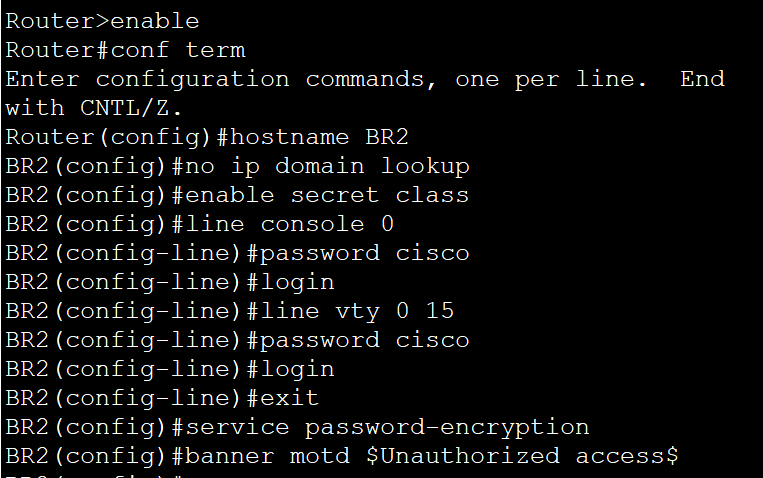 Router>enable
Router#conf term
Enter configuration commands, one per line.  End
with CNTL/Z.
Router(config)#hostname BR2
BR2(config)#no ip domain lookup
BR2(config)#enable secret class
BR2(config)#line console 0
BR2(config-line)#password cisco
BR2(config-line)#login
BR2(config-line)#line vty 0 15
BR2(config-line)#password cisco
BR2(config-line)#login
BR2(config-line)#exit
BR2(config)#service password-encryption
BR2(config)#banner motd $Unauthorized access$